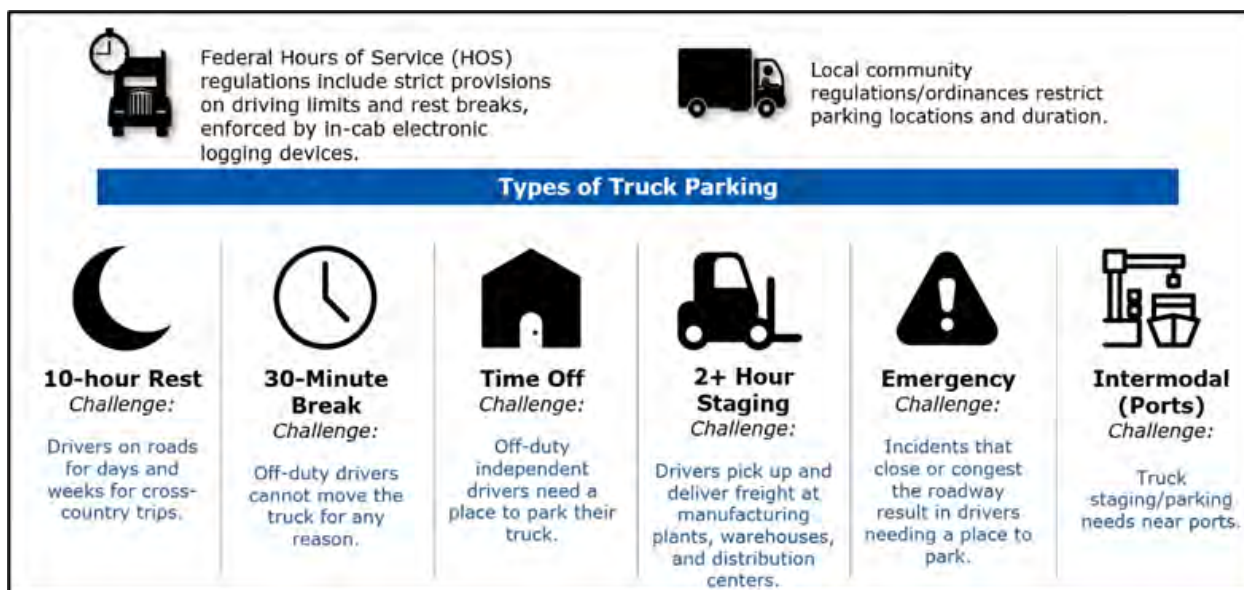 Federal Hours of Service (HOS)
regulations include strict provisions
on driving limits and rest breaks,
enforced by in-cab electronic
logging devices.
Local community
regulations/ordinances restrict
parking locations and duration.
Types of Truck Parking
10-hour Rest
Challenge:
Drivers on roads
for days and
weeks for cross-
country trips.
30-Minute
Break
Challenge:
Off-duty drivers
cannot move the
truck for any
reason.
Time Off
Challenge:
Off-duty
independent
drivers need a
place to park their
truck.
2+ Hour
Staging
Challenge:
Drivers pick up and
deliver freight at
manufacturing
plants, warehouses,
and distribution
centers.
Emergency
Challenge:
Incidents that
close or congest
the roadway
result in drivers
needing a place to
park.
Intermodal
(Ports)
Challenge:
Truck
staging/parking
needs near ports.